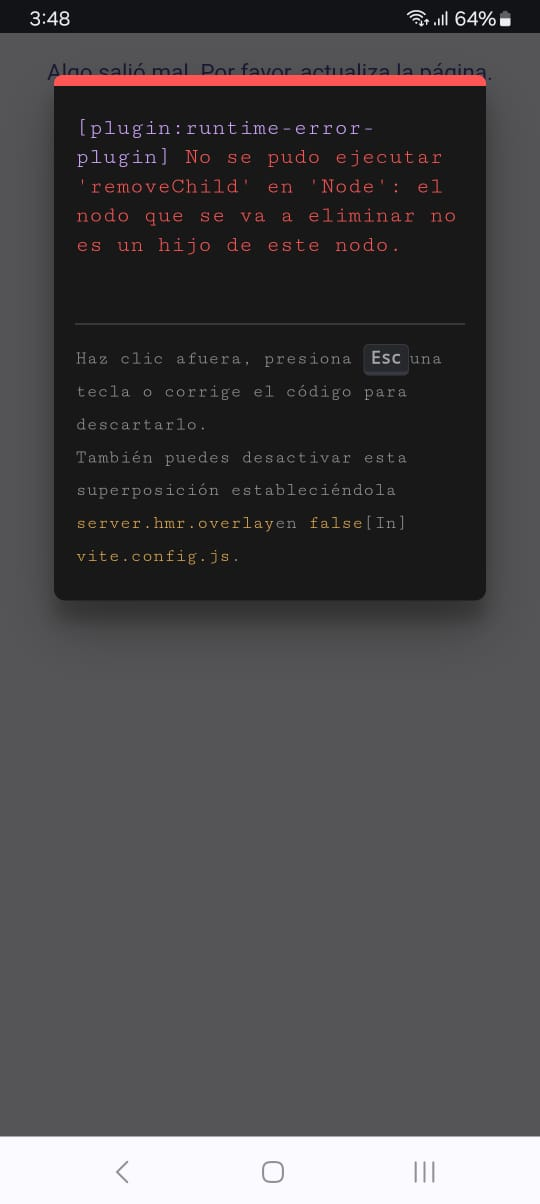 3:48 64%
Algo salió mal. Por favor, actualiza la página.
[plugin:runtime-error-
plugin] No se pudo ejecutar
'removeChild' en 'Node': el
nodo que se va a eliminar no
es un hijo de este nodo.
Haz clic afuera, presiona Esc una
tecla o corrige el código para
descartarlo.
También puedes desactivar esta
superposición estableciéndola
server.hmr.overlayen false[In]
vite.config.js.